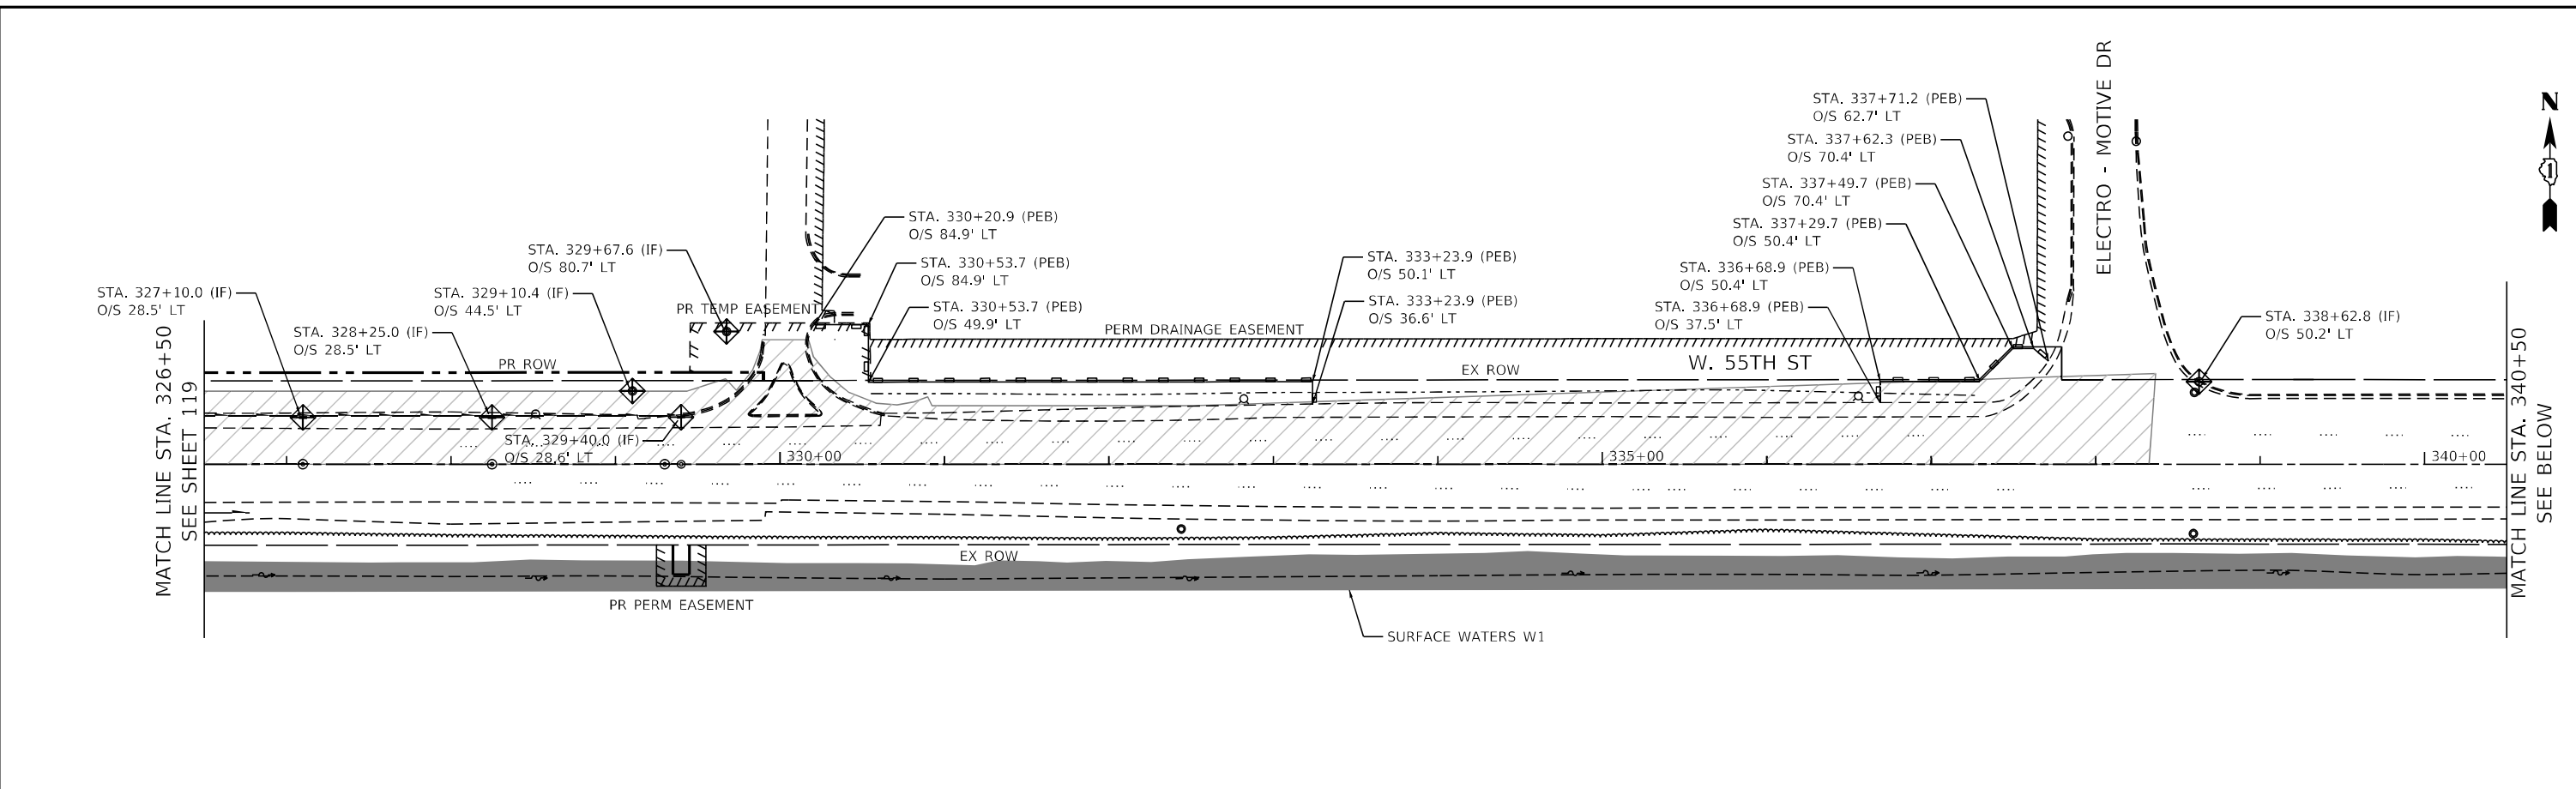 ELECTRO - MOTIVE DR
N
1
STA. 337+71.2 (PEB)
O/S 62.7' LT
STA. 337+62.3 (PEB)
O/S 70.4' LT
STA. 337+49.7 (PEB)
O/S 70.4' LT
STA. 337+29.7 (PEB)
O/S 50.4' LT
STA. 336+68.9 (PEB)
O/S 50.4' LT
STA. 336+68.9 (PEB)
O/S 37.5' LT
STA. 330+20.9 (PEB)
O/S 84.9' LT
STA. 330+53.7 (PEB)
O/S 84.9' LT
STA. 330+53.7 (PEB)
O/S 49.9' LT
STA. 333+23.9 (PEB)
O/S 50.1' LT
STA. 333+23.9 (PEB)
O/S 36.6' LT
STA. 329+67.6 (IF)
O/S 80.7' LT
STA. 327+10.0 (IF)
O/S 28.5' LT
STA. 329+10.4 (IF)
O/S 44.5' LT
STA. 328+25.0 (IF)
O/S 28.5' LT
PR TEMP EASEMENT
PERM DRAINAGE EASEMENT
STA. 338+62.8 (IF)
O/S 50.2' LT
PR ROW
EX ROW
W. 55TH ST
STA. 329+40.0 (IF)
O/S 28.6' LT
330+00
335+00
340+00
MATCH LINE STA. 326+50
SEE SHEET 119
MATCH LINE STA. 340+50
SEE BELOW
EX ROW
PR PERM EASEMENT
SURFACE WATERS W1